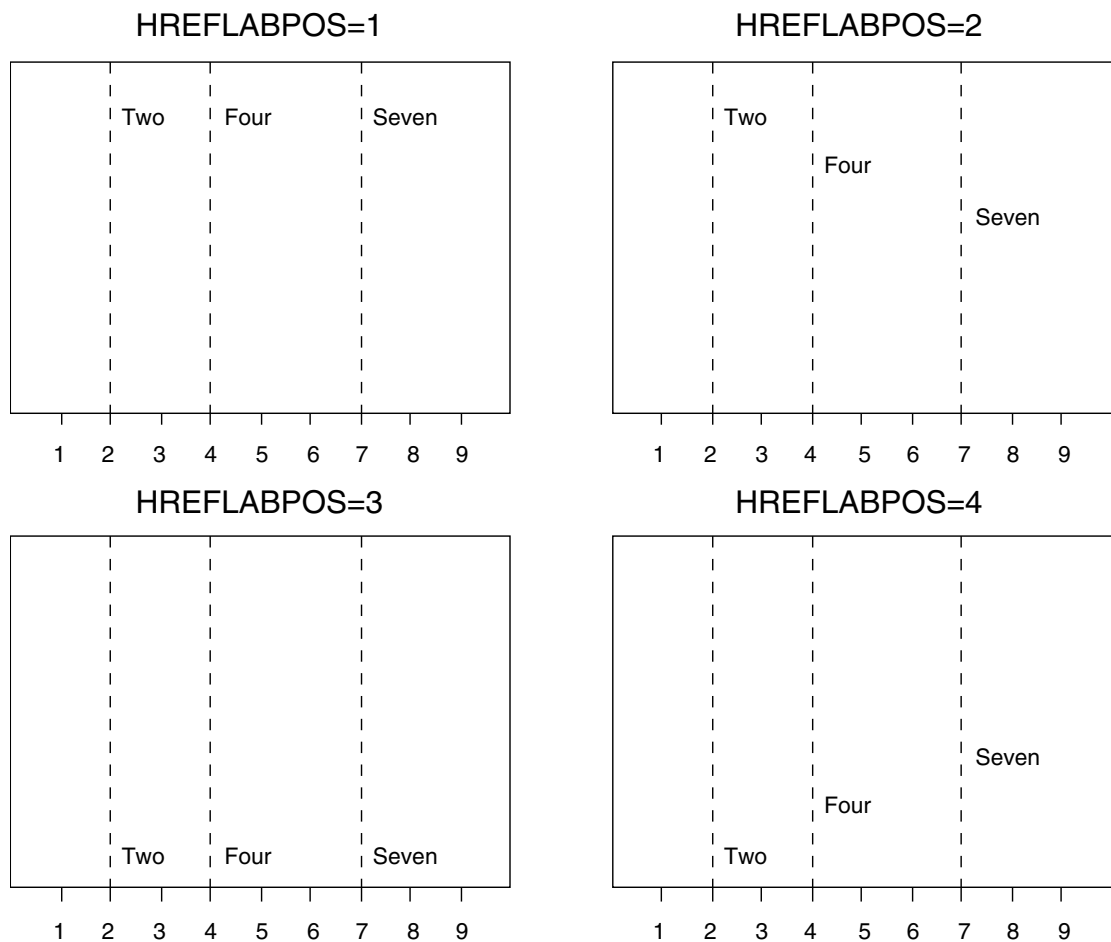 HREFLABPOS=1
Two Four Seven
1 2 3 4 5 6 7 8 9
HREFLABPOS=2
Two
Four
Seven
1 2 3 4 5 6 7 8 9
HREFLABPOS=3
Two Four Seven
1 2 3 4 5 6 7 8 9
HREFLABPOS=4
Seven
Four
Two
1 2 3 4 5 6 7 8 9